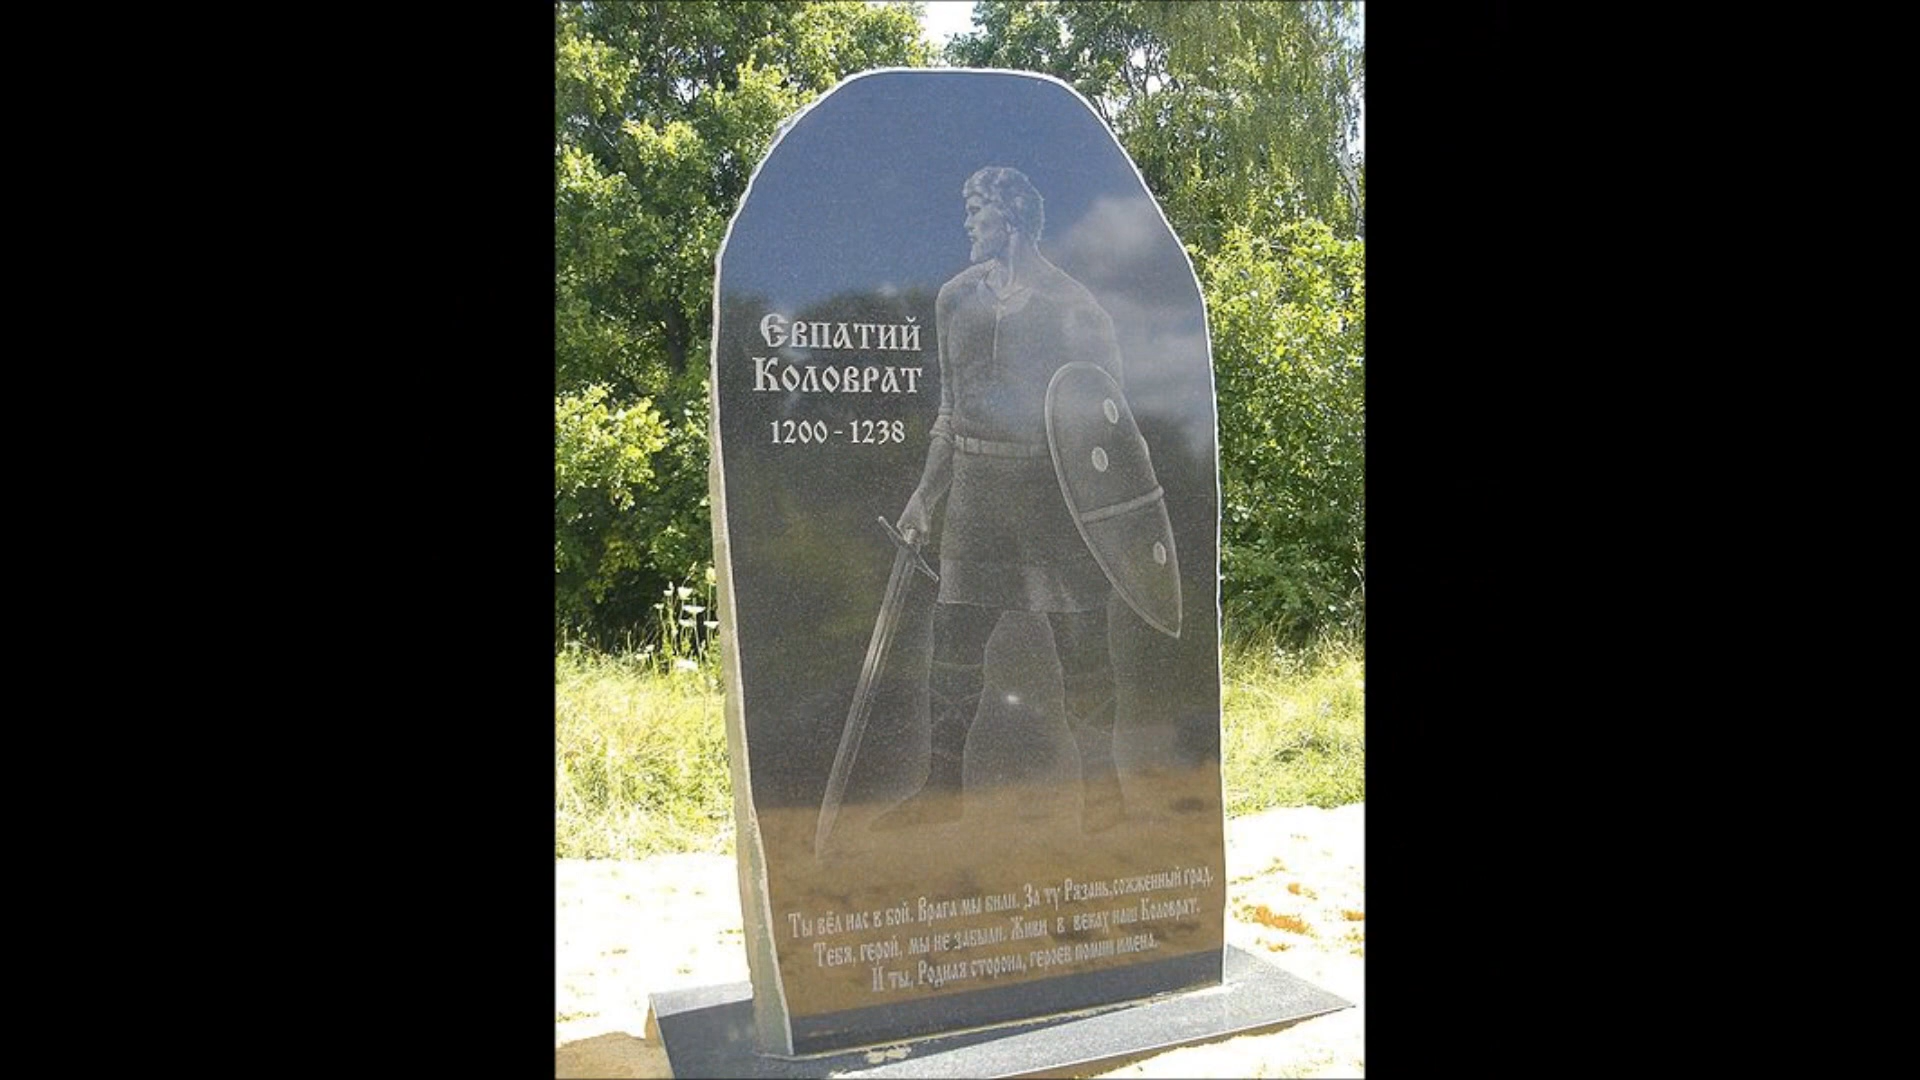 Евпатий
Коловрат
1200 - 1238
Ты вёл нас в бой. Врага мы били. За ту Рязань,сожженный град.
Тебя, герой, мы не забыли. Живи в веках наш Коловрат.
И ты, Родная сторона, героев помни имена.